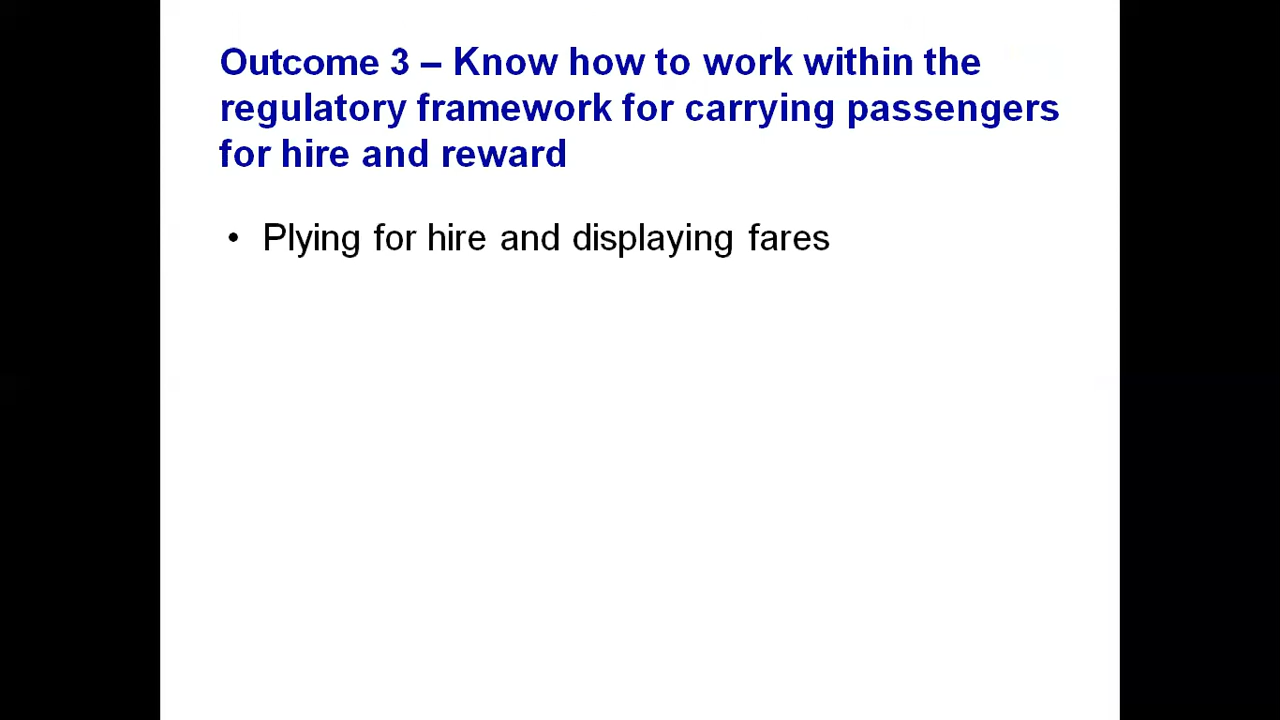 Outcome 3 – Know how to work within the
regulatory framework for carrying passengers
for hire and reward
• Plying for hire and displaying fares